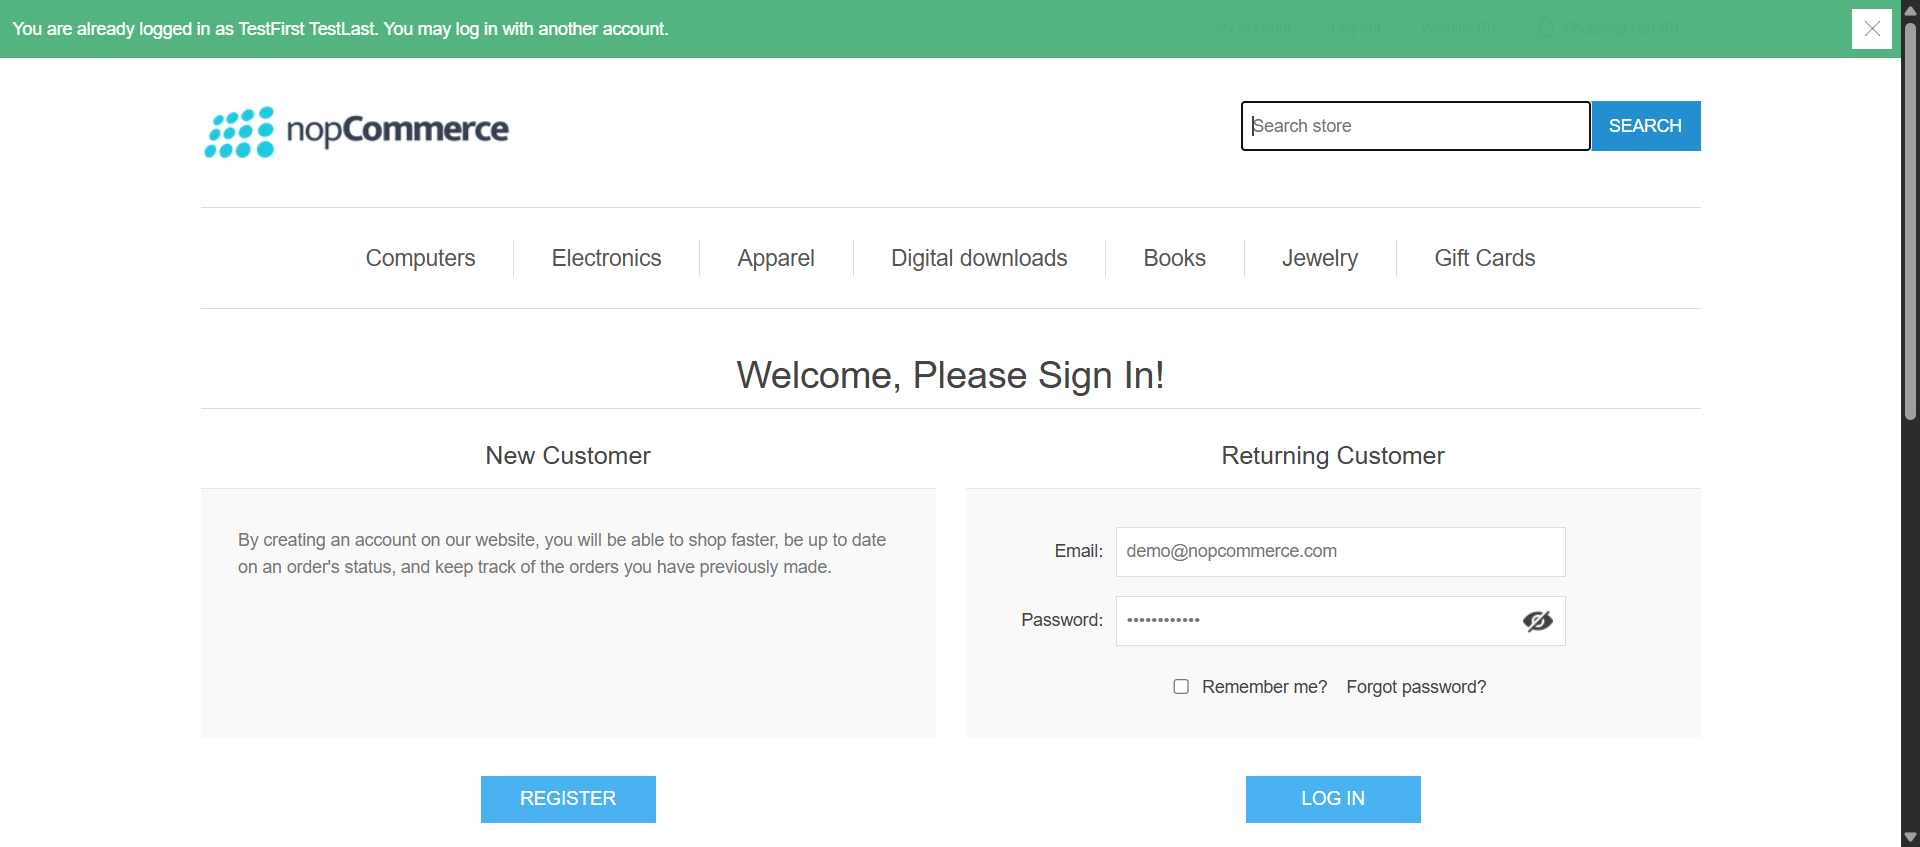 You are already logged in as TestFirst TestLast. You may log in with another account.
My account Log out Wishlist (0) Shopping cart (0)
nopCommerce
Search store SEARCH
Computers Electronics Apparel Digital downloads Books Jewelry Gift Cards
Welcome, Please Sign In!
New Customer
By creating an account on our website, you will be able to shop faster, be up to date
on an order's status, and keep track of the orders you have previously made.
REGISTER
Returning Customer
Email: demo@nopcommerce.com
Password: ••••••••••••
Remember me? Forgot password?
LOG IN